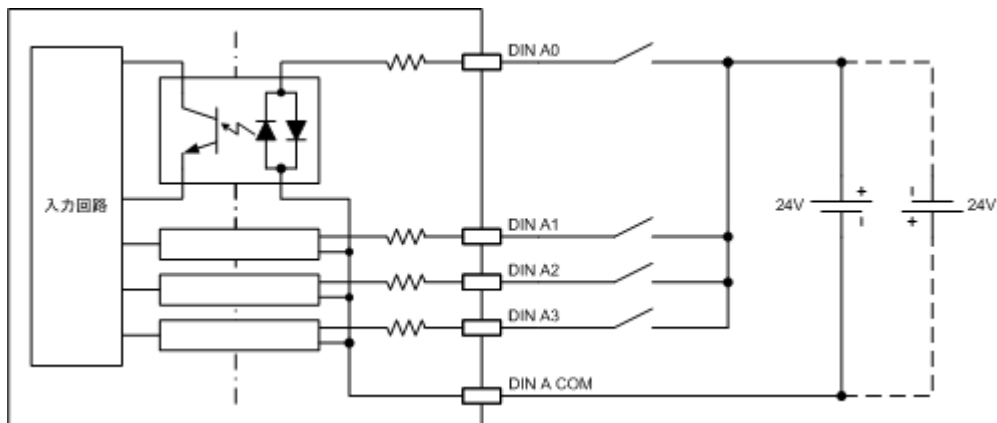 DIN A0
入力回路
24V
+
-
-
+
24V
DIN A1
DIN A2
DIN A3
DIN A COM